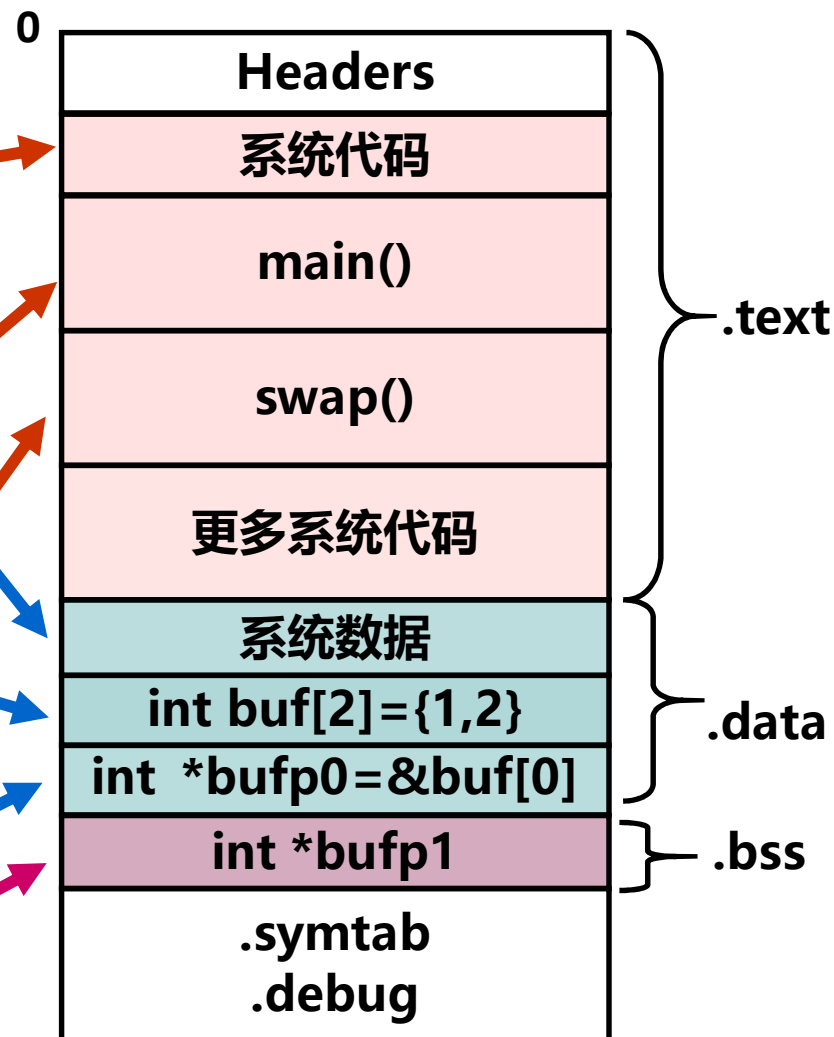 0
Headers
系统代码
main()
.text
swap()
更多系统代码
系统数据
int buf[2]={1,2}
.data
int *bufp0=&buf[0]
int *bufp1
.bss
.symtab
.debug